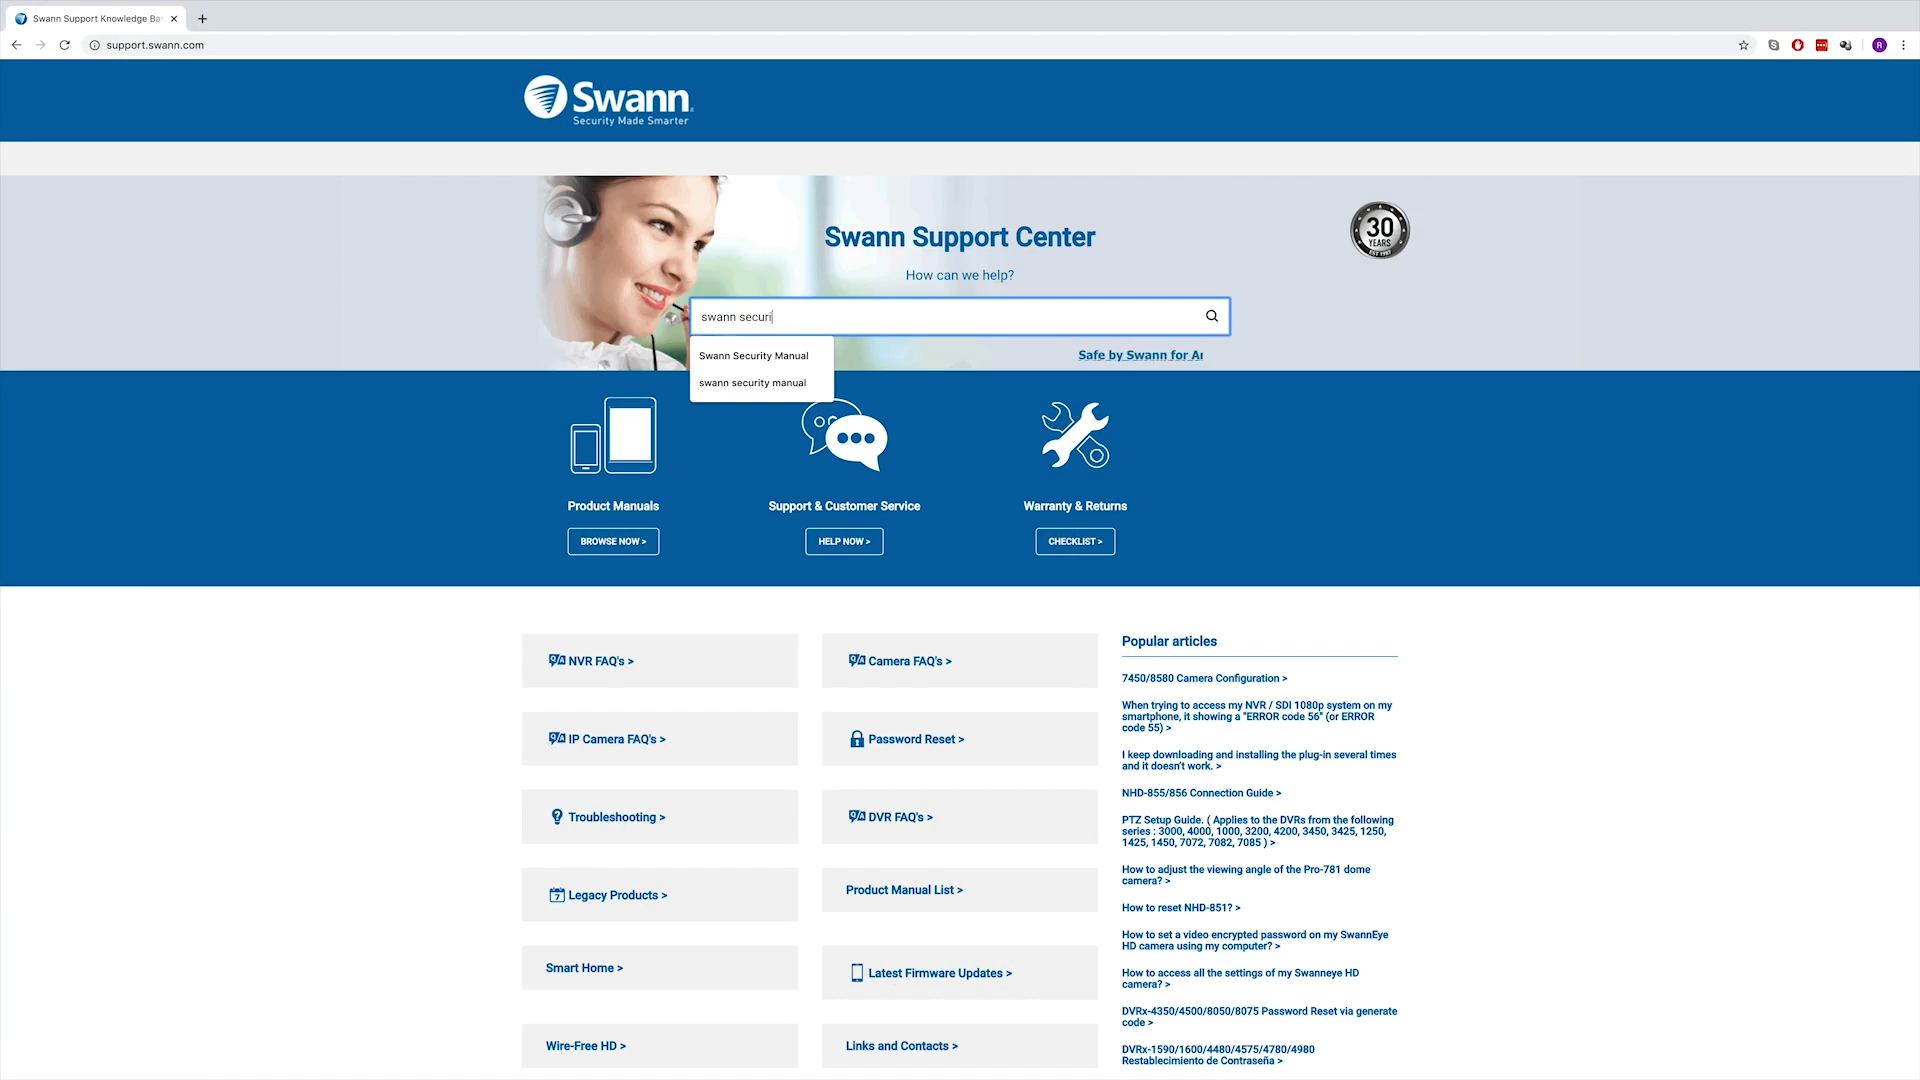 Swann Support Knowledge Ba
support.swann.com
R
Swann
Security Made Smarter
30
YEARS
EST 1987
Swann Support Center
How can we help?
swann securi
Safe by Swann for A
Swann Security Manual
swann security manual
Product Manuals
BROWSE NOW >
Support & Customer Service
HELP NOW >
Warranty & Returns
CHECKLIST >
NVR FAQ's >
Camera FAQ's >
IP Camera FAQ's >
Password Reset >
Troubleshooting >
DVR FAQ's >
7
Legacy Products >
Product Manual List >
Smart Home >
Latest Firmware Updates >
Wire-Free HD >
Links and Contacts >
Popular articles
7450/8580 Camera Configuration >
When trying to access my NVR / SDI 1080p system on my
smartphone, it showing a "ERROR code 56" (or ERROR
code 55) >
I keep downloading and installing the plug-in several times
and it doesn't work. >
NHD-855/856 Connection Guide >
PTZ Setup Guide. ( Applies to the DVRs from the following
series : 3000, 4000, 1000, 3200, 4200, 3450, 3425, 1250,
1425, 1450, 7072, 7082, 7085 ) >
How to adjust the viewing angle of the Pro-781 dome
camera? >
How to reset NHD-851? >
How to set a video encrypted password on my SwannEye
HD camera using my computer? >
How to access all the settings of my Swanneye HD
camera? >
DVRx-4350/4500/8050/8075 Password Reset via generate
code >
DVRx-1590/1600/4480/4575/4780/4980
Restablecimiento de Contraseña >